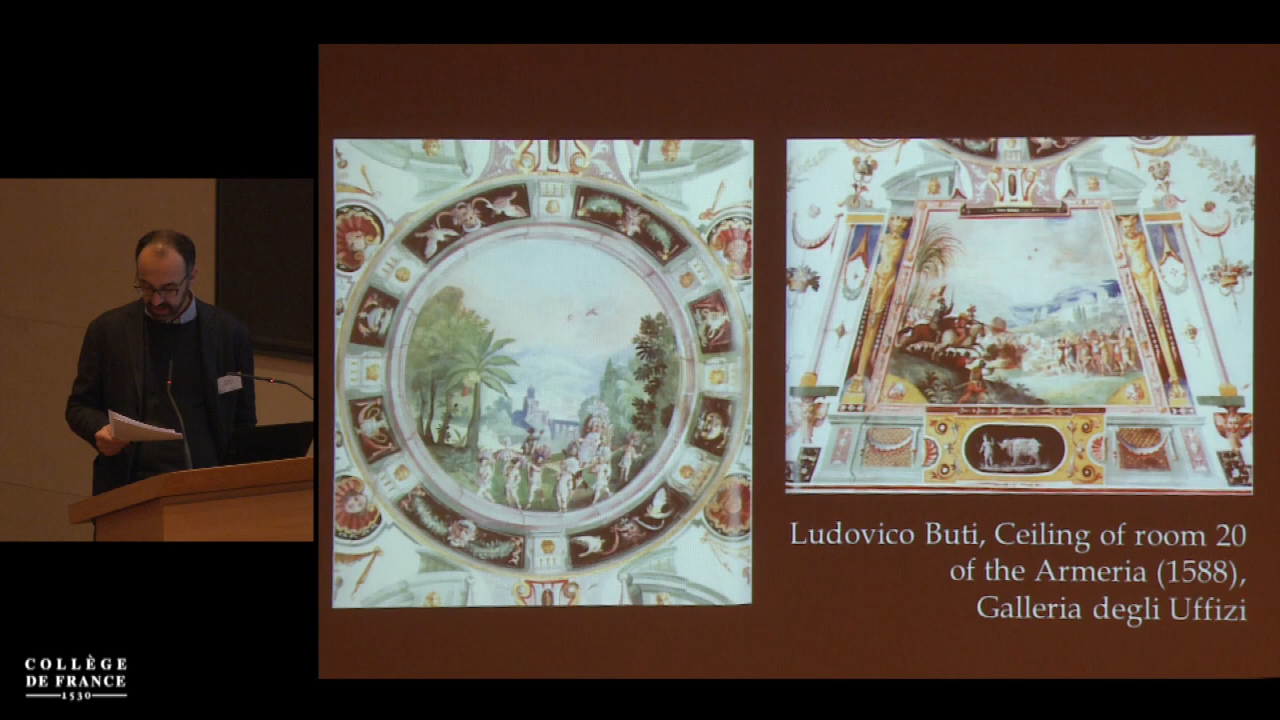 Ludovico Buti, Ceiling of room 20
of the Armeria (1588),
Galleria degli Uffizi
COLLÈGE
DE FRANCE
1530